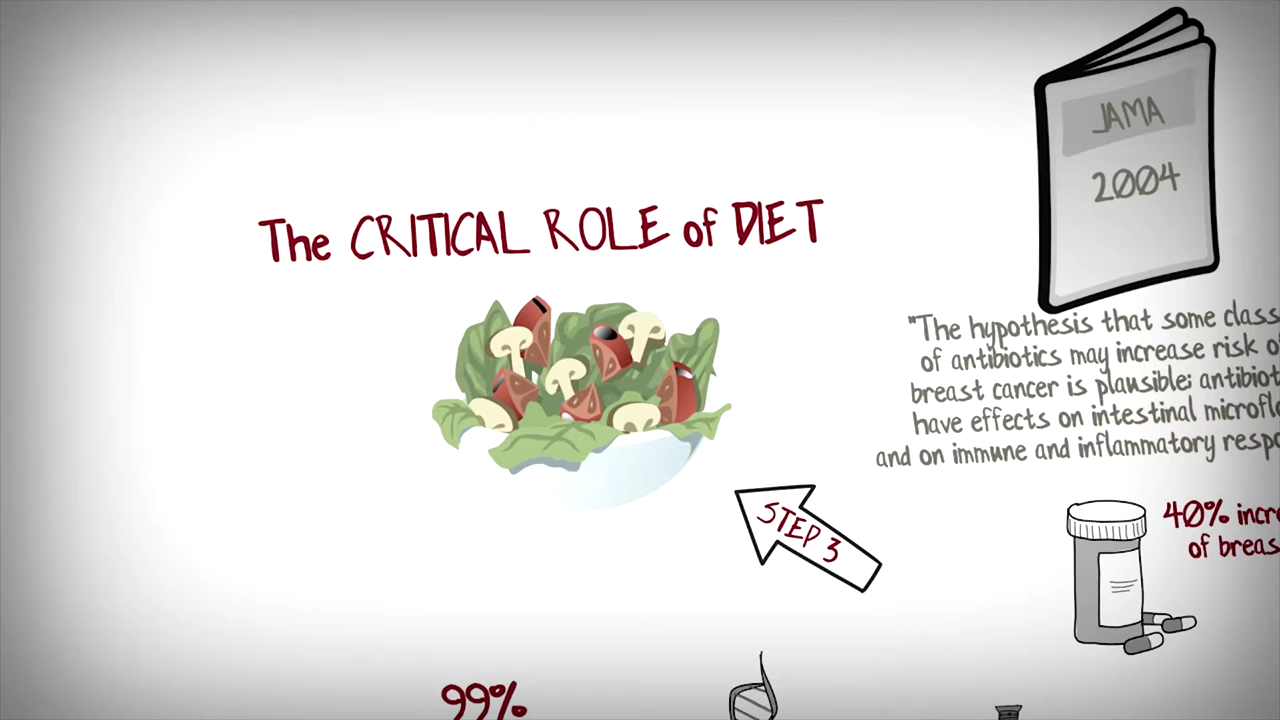 The CRITICAL ROLE of DIET
STEP 3
JAMA
2004
"The hypothesis that some class
of antibiotics may increase risk
breast cancer is plausible; antibiot
have effects on intestinal microfl
and on immune and inflammatory respo
40% incre
of breas
99%